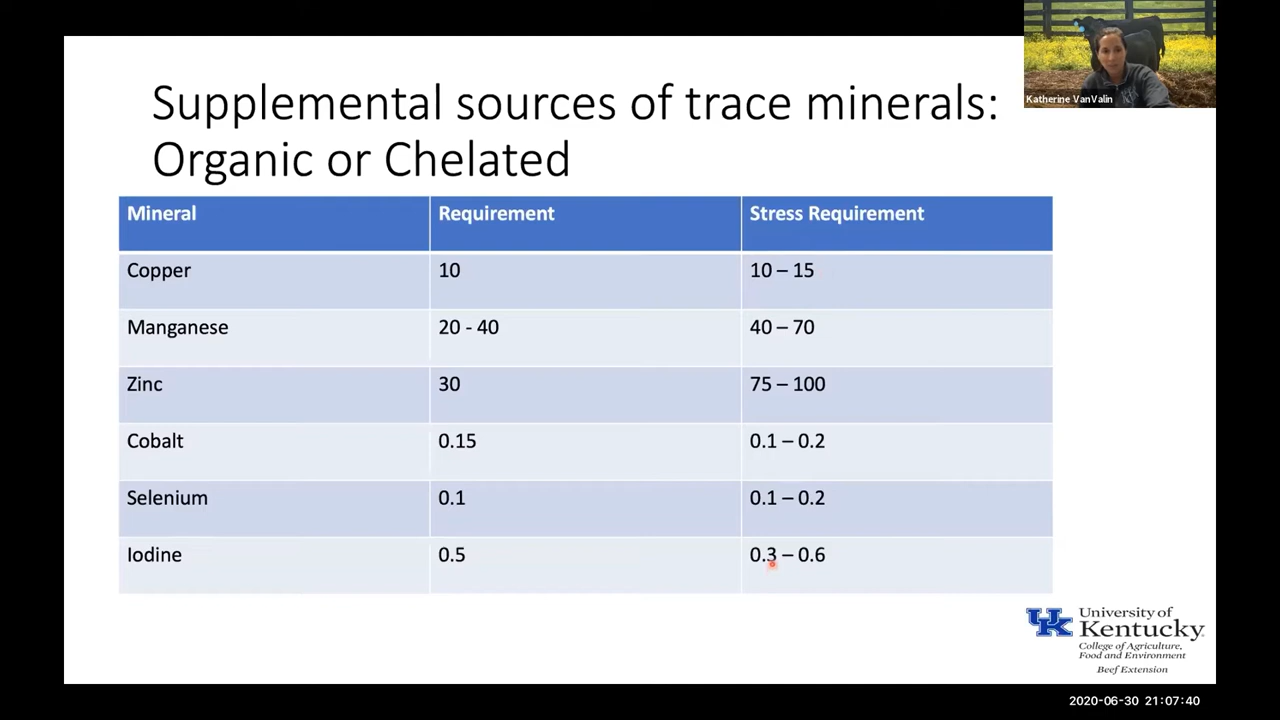 Supplemental sources of trace minerals:
Organic or Chelated
Katherine VanValin
Mineral Requirement Stress Requirement
Copper 10 10 – 15
Manganese 20 - 40 40 – 70
Zinc 30 75 – 100
Cobalt 0.15 0.1 – 0.2
Selenium 0.1 0.1 – 0.2
Iodine 0.5 0.3 – 0.6
UK University of
Kentucky
College of Agriculture,
Food and Environment
Beef Extension
2020-06-30 21:07:40